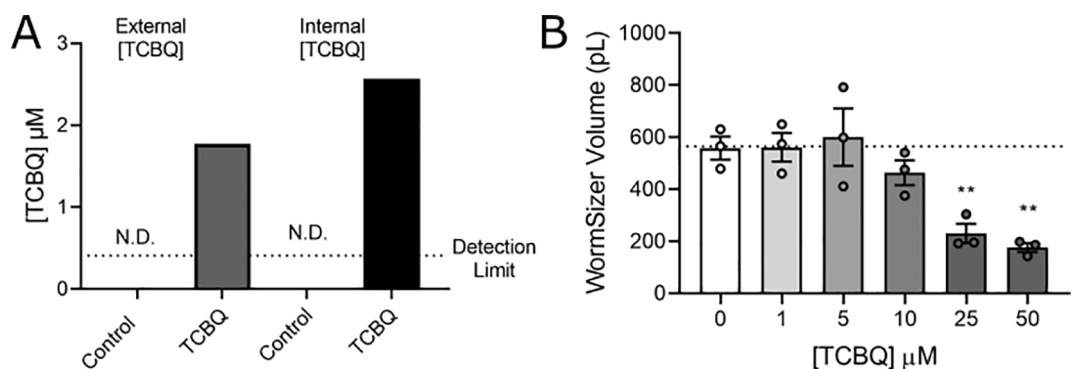 A
External
[TCBQ]
Internal
[TCBQ]
[TCBQ] μM
3
2
1
0
N.D.
N.D.
Detection
Limit
Control
TCBQ
Control
TCBQ
B
WormSizer Volume (pL)
1000
800
600
400
200
0
**
**
0 1 5 10 25 50
[TCBQ] μM